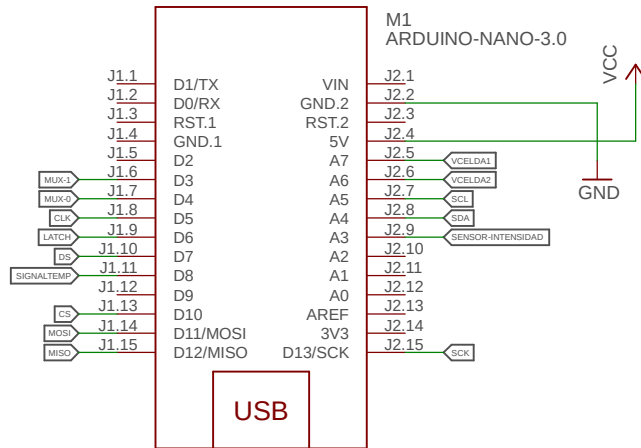 M1
ARDUINO-NANO-3.0
VCC
J1.1 D1/TX VIN J2.1
J1.2 D0/RX GND.2 J2.2
J1.3 RST.1 RST.2 J2.3
J1.4 GND.1 5V J2.4
J1.5 D2 A7 J2.5 VCELDA1
MUX-1 J1.6 D3 A6 J2.6 VCELDA2
MUX-0 J1.7 D4 A5 J2.7 SCL
CLK J1.8 D5 A4 J2.8 SDA
LATCH J1.9 D6 A3 J2.9 SENSOR-INTENSIDAD
DS J1.10 D7 A2 J2.10
SIGNALTEMP J1.11 D8 A1 J2.11
J1.12 D9 A0 J2.12
CS J1.13 D10 AREF J2.13
MOSI J1.14 D11/MOSI 3V3 J2.14
MISO J1.15 D12/MISO D13/SCK J2.15 SCK
GND
USB